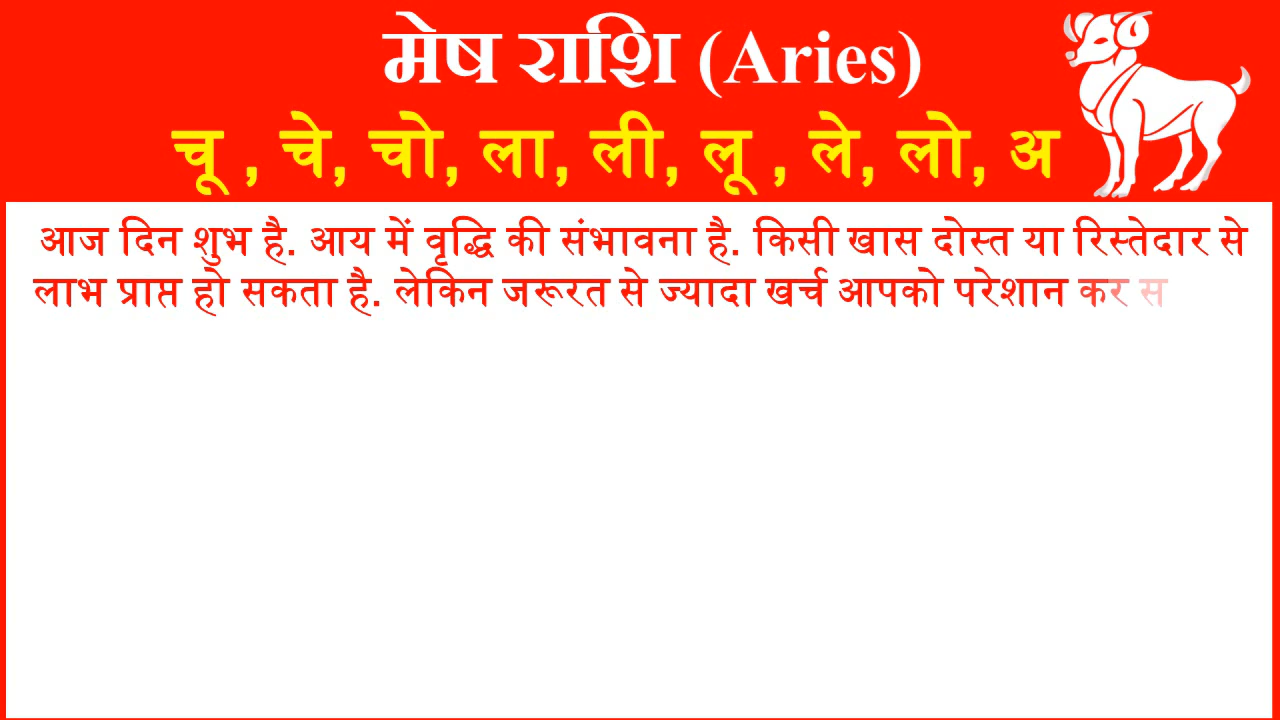 मेष राशि (Aries)
चू , चे, चो, ला, ली, लू , ले, लो, अ
आज दिन शुभ है. आय में वृद्धि की संभावना है. किसी खास दोस्त या रिस्तेदार से
लाभ प्राप्त हो सकता है. लेकिन जरूरत से ज्यादा खर्च आपको परेशान कर स